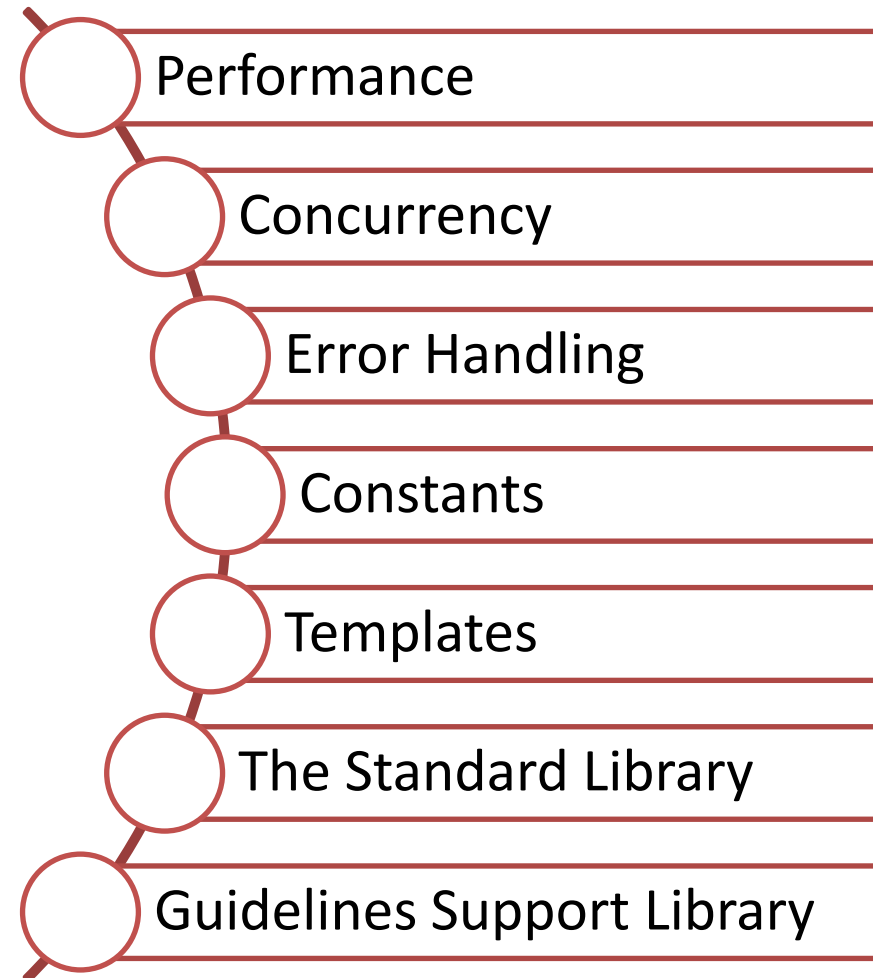 Performance
Concurrency
Error Handling
Constants
Templates
The Standard Library
Guidelines Support Library